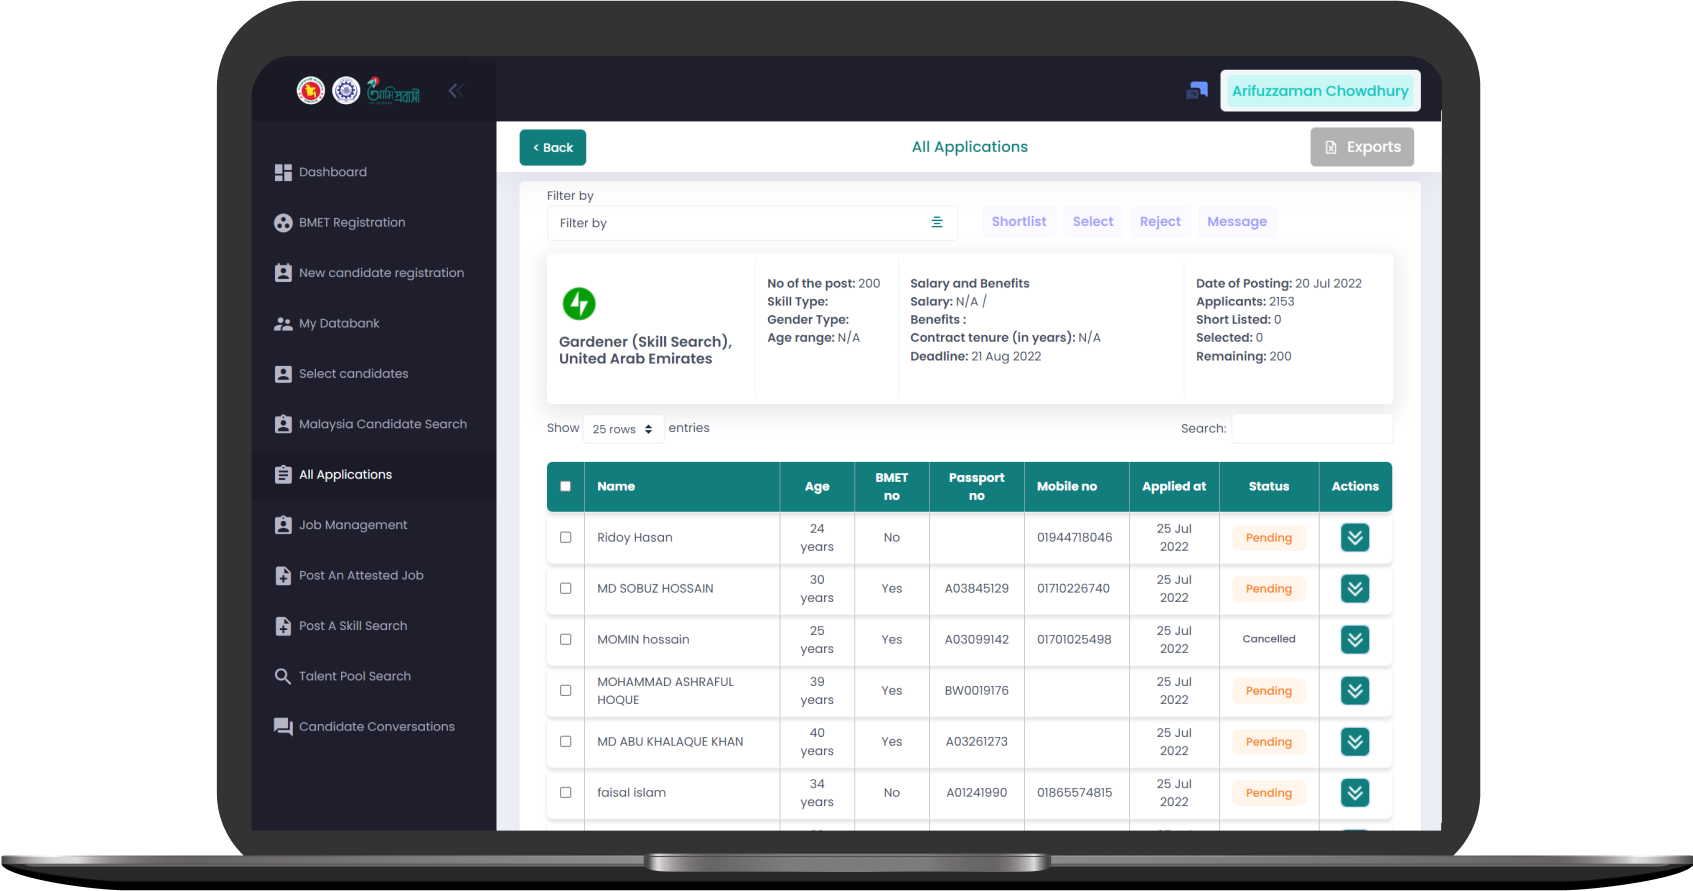 আমি প্রবাসী
Arifuzzaman Chowdhury
Dashboard
BMET Registration
New candidate registration
My Databank
Select candidates
Malaysia Candidate Search
All Applications
Job Management
Post An Attested Job
Post A Skill Search
Talent Pool Search
Candidate Conversations
< Back
All Applications
Exports
Filter by
Filter by
Shortlist Select Reject Message
Gardener (Skill Search),
United Arab Emirates
No of the post: 200
Skill Type:
Gender Type:
Age range: N/A
Salary and Benefits
Salary: N/A /
Benefits :
Contract tenure (in years): N/A
Deadline: 21 Aug 2022
Date of Posting: 20 Jul 2022
Applicants: 2153
Short Listed: 0
Selected: 0
Remaining: 200
Show 25 rows entries
Search:
Name Age BMET no Passport no Mobile no Applied at Status Actions
Ridoy Hasan 24 years No 01944718046 25 Jul 2022 Pending
MD SOBUZ HOSSAIN 30 years Yes A03845129 01710226740 25 Jul 2022 Pending
MOMIN hossain 25 years Yes A03099142 01701025498 25 Jul 2022 Cancelled
MOHAMMAD ASHRAFUL HOQUE 39 years Yes BW0019176 25 Jul 2022 Pending
MD ABU KHALAQUE KHAN 40 years Yes A03261273 25 Jul 2022 Pending
faisal islam 34 years No A01241990 01865574815 25 Jul 2022 Pending